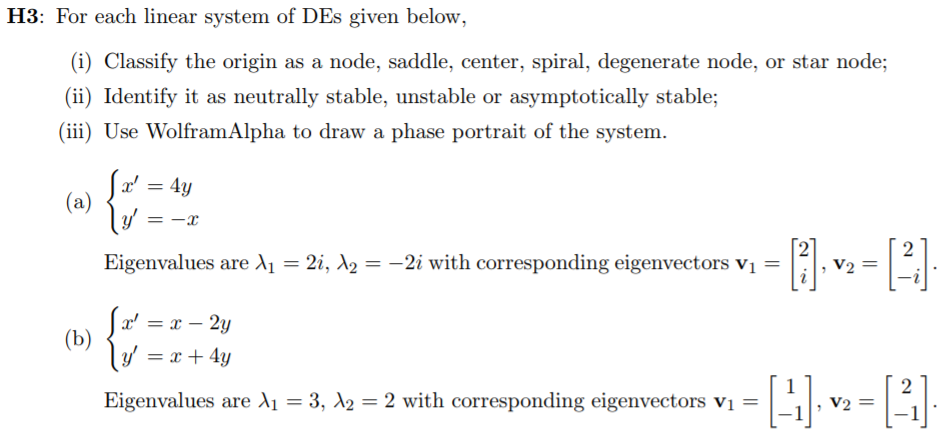 H3: For each linear system of DEs given below,
(i) Classify the origin as a node, saddle, center, spiral, degenerate node, or star node;
(ii) Identify it as neutrally stable, unstable or asymptotically stable;
(iii) Use WolframAlpha to draw a phase portrait of the system.
(a) { x′ = 4y
y′ = −x
Eigenvalues are λ₁ = 2i, λ₂ = −2i with corresponding eigenvectors v₁ = [2; i], v₂ = [2; −i].
(b) { x′ = x − 2y
y′ = x + 4y
Eigenvalues are λ₁ = 3, λ₂ = 2 with corresponding eigenvectors v₁ = [1; −1], v₂ = [2; −1].